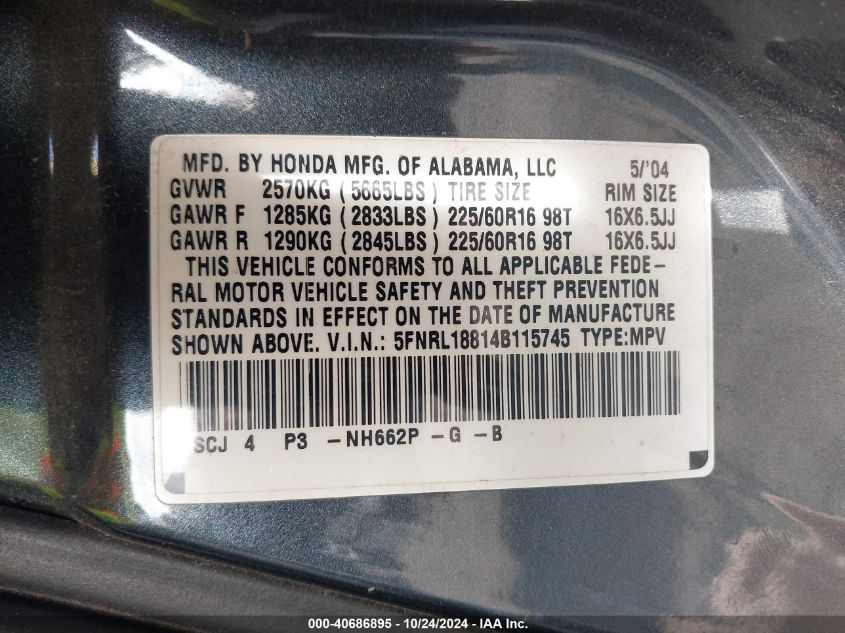 MFD. BY HONDA MFG. OF ALABAMA, LLC 5/'04
GVWR 2570KG (5665LBS) TIRE SIZE RIM SIZE
GAWR F 1285KG (2833LBS) 225/60R16 98T 16X6.5JJ
GAWR R 1290KG (2845LBS) 225/60R16 98T 16X6.5JJ
THIS VEHICLE CONFORMS TO ALL APPLICABLE FEDE-
RAL MOTOR VEHICLE SAFETY AND THEFT PREVENTION
STANDARDS IN EFFECT ON THE DATE OF MANUFACTURE
SHOWN ABOVE. V.I.N.: 5FNRL18814B115745 TYPE:MPV
SCJ 4 P3 -NH662P -G -B
000-40686895 - 10/24/2024 - IAA Inc.